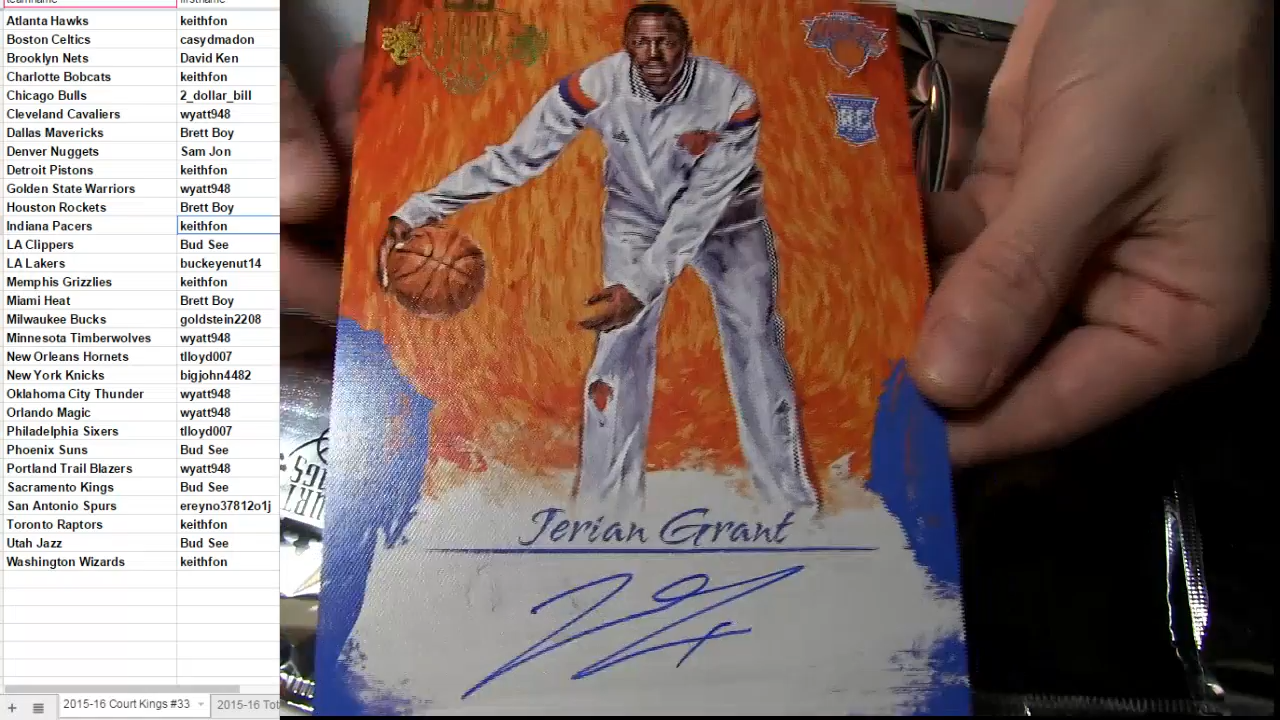 teamname firstname
Atlanta Hawks keithfon
Boston Celtics casydmadon
Brooklyn Nets David Ken
Charlotte Bobcats keithfon
Chicago Bulls 2_dollar_bill
Cleveland Cavaliers wyatt948
Dallas Mavericks Brett Boy
Denver Nuggets Sam Jon
Detroit Pistons keithfon
Golden State Warriors wyatt948
Houston Rockets Brett Boy
Indiana Pacers keithfon
LA Clippers Bud See
LA Lakers buckeyenut14
Memphis Grizzlies keithfon
Miami Heat Brett Boy
Milwaukee Bucks goldstein2208
Minnesota Timberwolves wyatt948
New Orleans Hornets tlloyd007
New York Knicks bigjohn4482
Oklahoma City Thunder wyatt948
Orlando Magic wyatt948
Philadelphia Sixers tlloyd007
Phoenix Suns Bud See
Portland Trail Blazers wyatt948
Sacramento Kings Bud See
San Antonio Spurs ereyno37812o1j
Toronto Raptors keithfon
Utah Jazz Bud See
Washington Wizards keithfon
2015-16 Court Kings #33 2015-16 Tot
RC
Jerian Grant